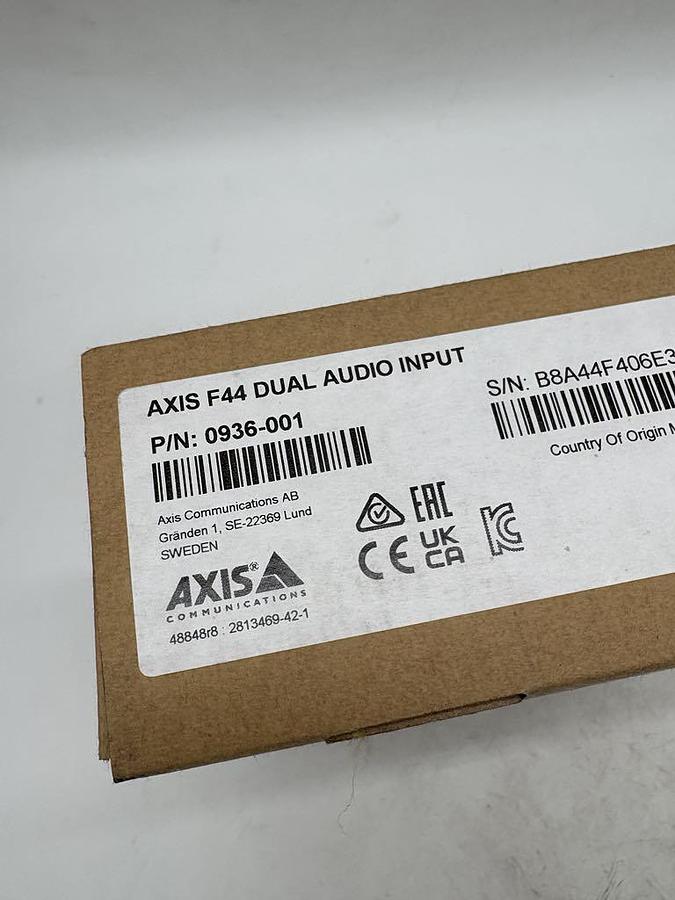 AXIS F44 DUAL AUDIO INPUT
P/N: 0936-001
Axis Communications AB
Gränden 1, SE-22369 Lund
SWEDEN
AXIS®
COMMUNICATIONS
48848r8 : 2813469-42-1
EAC
CE
UK
CA
KC
S/N: B8A44F406E3
Country Of Origin